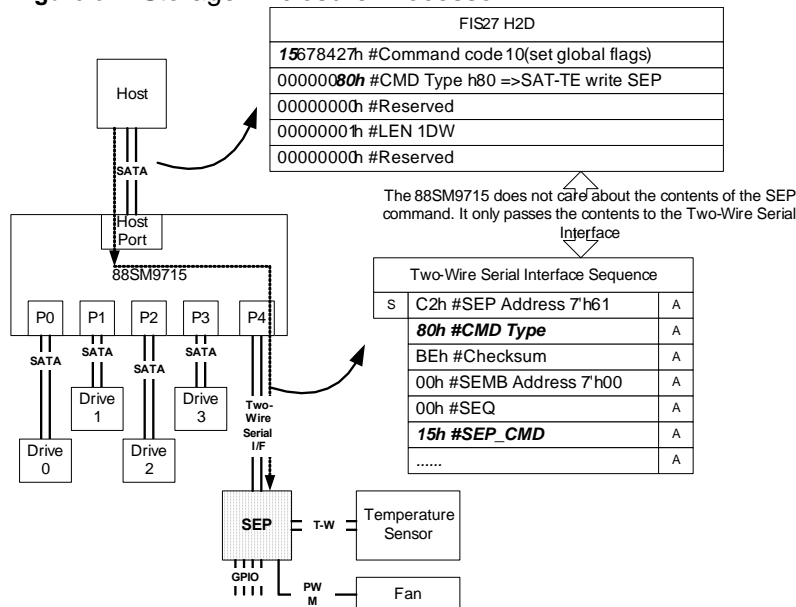 FIS27 H2D
15678427h #Command code10(set global flags)
00000080h #CMD Type h80 =>SAT-TE write SEP
00000000h #Reserved
00000001h #LEN 1DW
00000000h #Reserved
Host
SATA
The 88SM9715 does not care about the contents of the SEP
command. It only passes the contents to the Two-Wire Serial
Interface
Host
Port
88SM9715
P0
P1
P2
P3
P4
SATA
SATA
SATA
SATA
Drive
1
Drive
3
Drive
0
Drive
2
Two-
Wire
Serial
I/F
Two-Wire Serial Interface Sequence
S C2h #SEP Address 7'h61 A
80h #CMD Type A
BEh #Checksum A
00h #SEMB Address 7'h00 A
00h #SEQ A
15h #SEP_CMD A
...... A
SEP
T-W
Temperature
Sensor
GPIO
PW
M
Fan